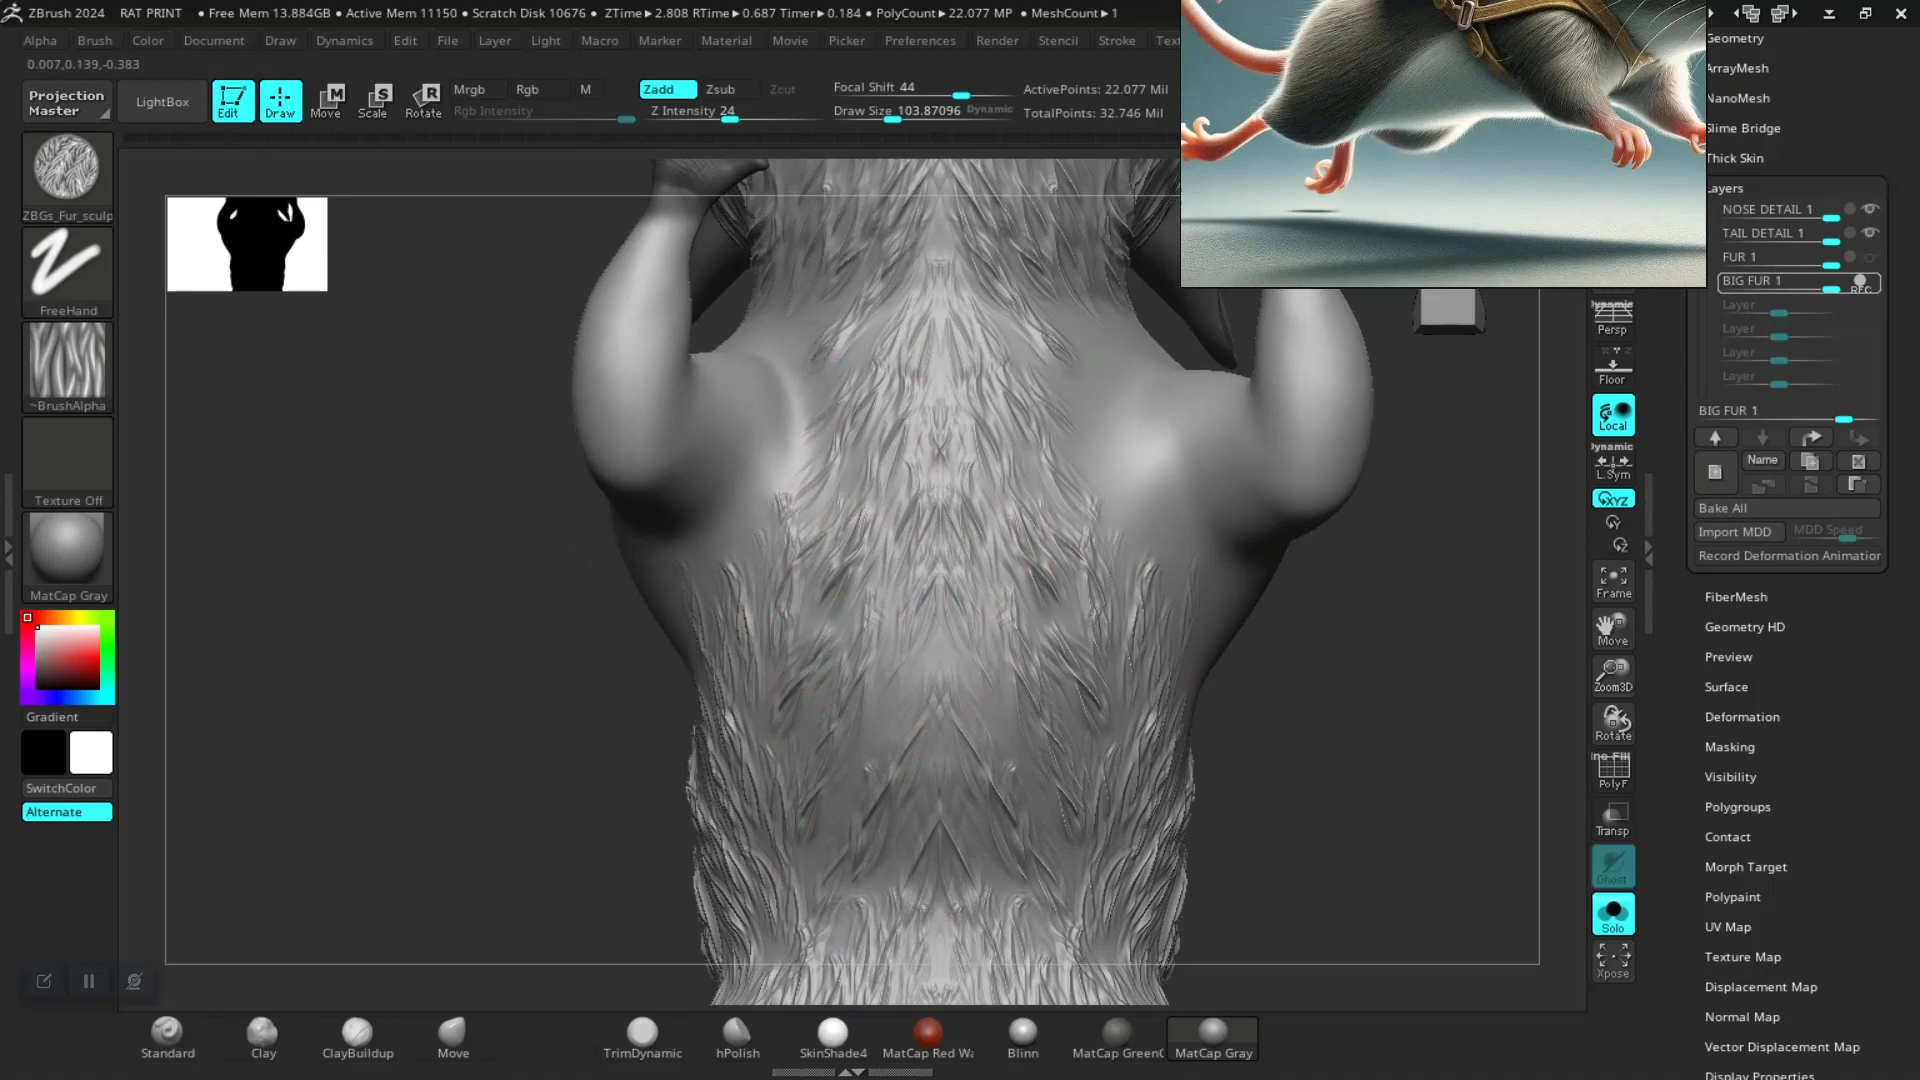 ZBrush 2024 RAT PRINT • Free Mem 13.884GB • Active Mem 11150 • Scratch Disk 10676 • ZTime▸2.808 RTime▸0.687 Timer▸0.184 • PolyCount▸22.077 MP • MeshCount▸1
Alpha Brush Color Document Draw Dynamics Edit File Layer Light Macro Marker Material Movie Picker Preferences Render Stencil Stroke
0.007,0.139,-0.383
Projection
Master
LightBox
Edit
Draw
Move
Scale
Rotate
Mrgb
Rgb
M
Rgb Intensity
Zadd
Zsub
Zcut
Z Intensity 24
Focal Shift 44
Draw Size 103.87096
Dynamic
ActivePoints: 22.077 Mil
TotalPoints: 32.746 Mil
ZBGs_Fur_sculp
FreeHand
~BrushAlpha
Texture Off
MatCap Gray
Gradient
SwitchColor
Alternate
Dynamic
Persp
Floor
Local
Dynamic
L.Sym
XYZ
Y
Z
Frame
Move
Zoom3D
Rotate
PolyF
Transp
Ghost
Solo
Xpose
Geometry
ArrayMesh
NanoMesh
Slime Bridge
Thick Skin
Layers
NOSE DETAIL 1
TAIL DETAIL 1
FUR 1
BIG FUR 1
REC
Layer
Layer
Layer
Layer
BIG FUR 1
Name
Bake All
Import MDD
MDD Speed
Record Deformation Animation
FiberMesh
Geometry HD
Preview
Surface
Deformation
Masking
Visibility
Polygroups
Contact
Morph Target
Polypaint
UV Map
Texture Map
Displacement Map
Normal Map
Vector Displacement Map
Display Properties
Standard
Clay
ClayBuildup
Move
TrimDynamic
hPolish
SkinShade4
MatCap Red Wa
Blinn
MatCap GreenC
MatCap Gray